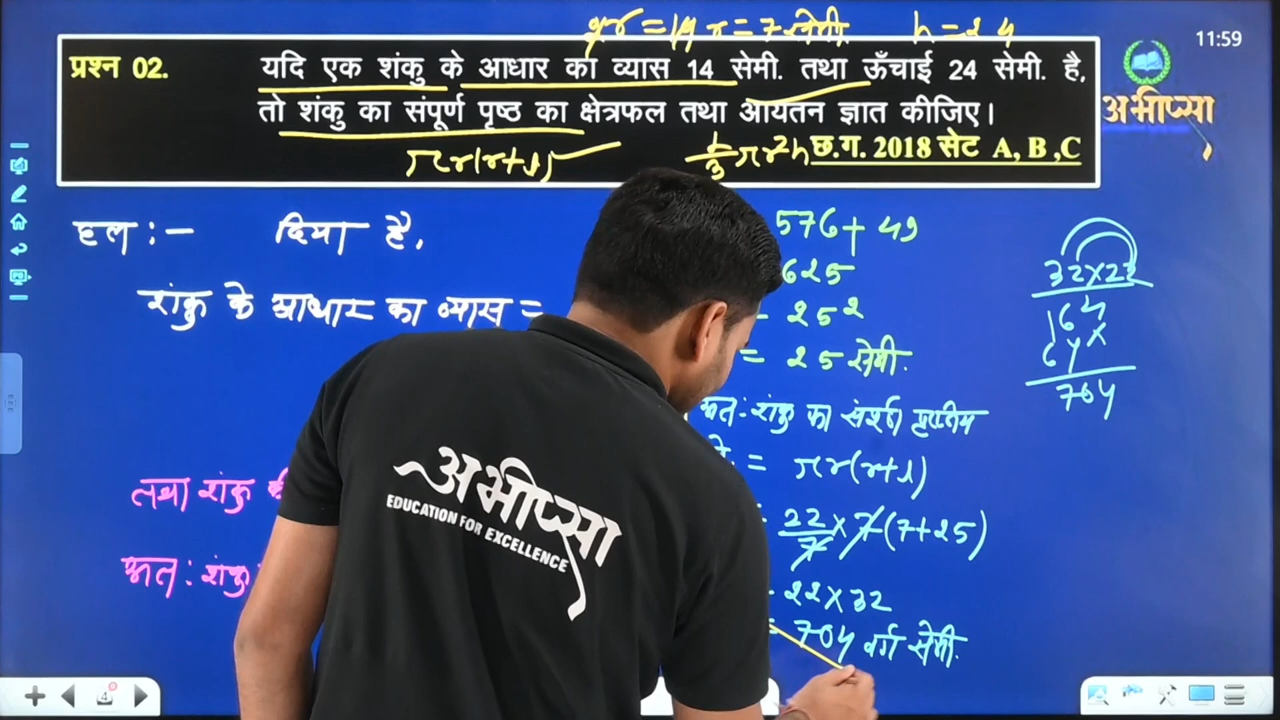 r = 7 सेमी. h = 24
11:59
प्रश्न 02. यदि एक शंकु के आधार का व्यास 14 सेमी. तथा ऊँचाई 24 सेमी. है,
तो शंकु का संपूर्ण पृष्ठ का क्षेत्रफल तथा आयतन ज्ञात कीजिए।
πr(r+l) 1/3 πr²h छ.ग. 2018 सेट A, B ,C
अभीप्सा
हल :- दिया है,
शंकु के आधार का व्यास =
तथा शंकु की
अत: शंकु
576 + 49
625
= 25²
= 25 सेमी.
अत: शंकु का संपूर्ण पृष्ठीय
= πr(r+l)
= 22/7 × 7 (7+25)
= 22×32
= 704 वर्ग सेमी.
32×22
164
64×
704
अभीप्सा
EDUCATION FOR EXCELLENCE
4